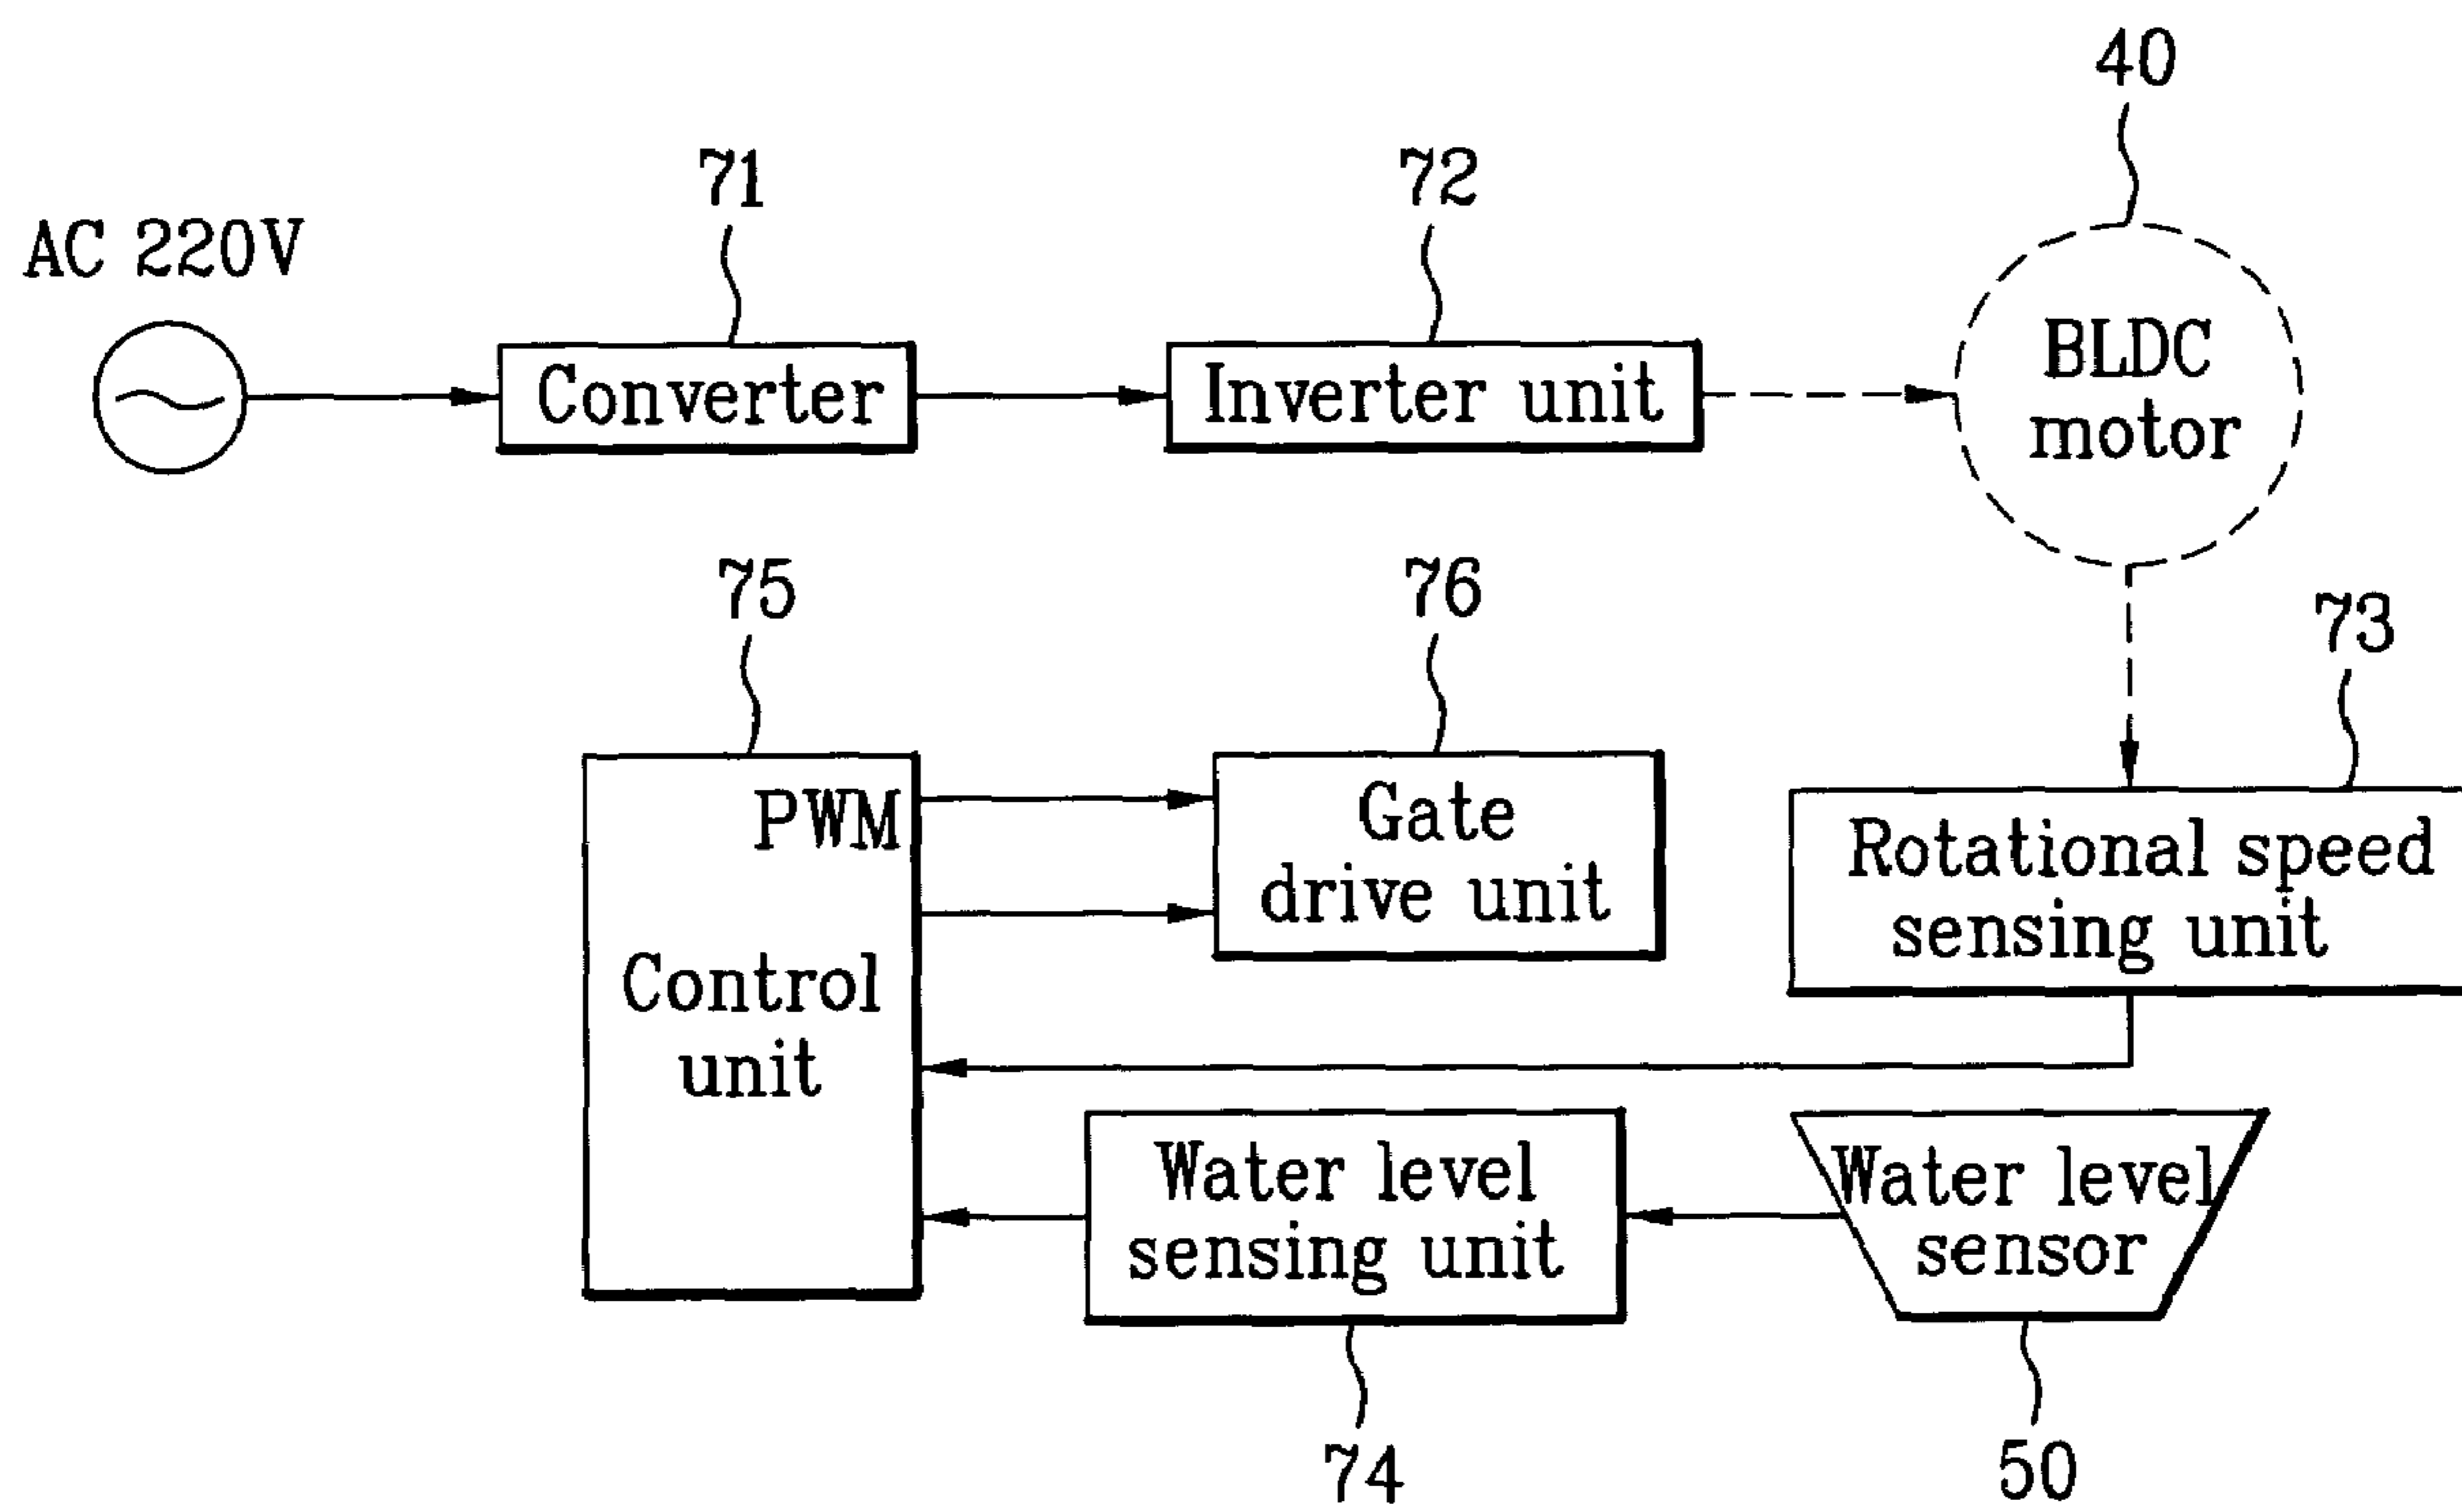 40
71
72
AC 220V
BLDC
motor
Converter
Inverter unit
75
76
73
PWM
Gate
drive unit
Rotational speed
sensing unit
Control
unit
Water level
sensing unit
Water level
sensor
74
50